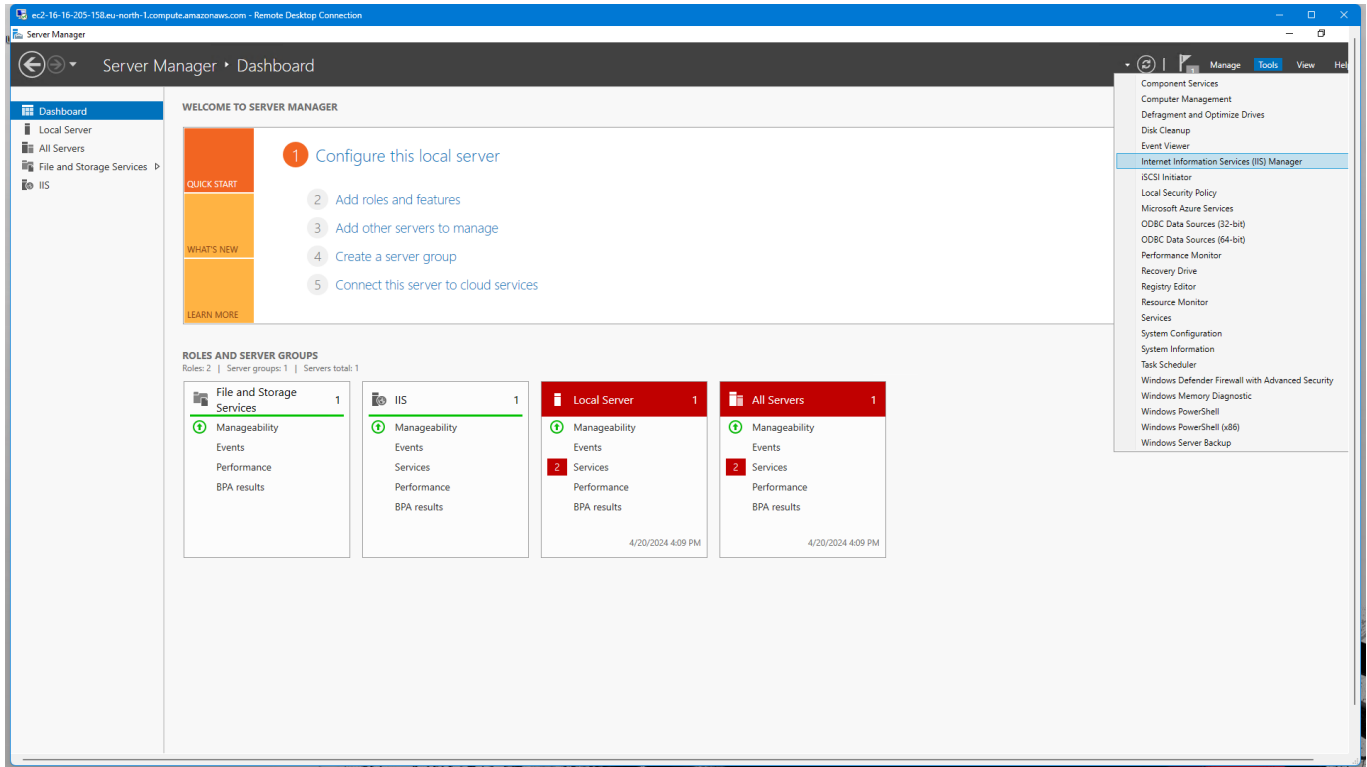 ec2-16-16-205-158.eu-north-1.compute.amazonaws.com - Remote Desktop Connection
Server Manager
Server Manager • Dashboard
1
Manage Tools View Hel
Dashboard
Local Server
All Servers
File and Storage Services
IIS
WELCOME TO SERVER MANAGER
QUICK START
WHAT'S NEW
LEARN MORE
1 Configure this local server
2 Add roles and features
3 Add other servers to manage
4 Create a server group
5 Connect this server to cloud services
Component Services
Computer Management
Defragment and Optimize Drives
Disk Cleanup
Event Viewer
Internet Information Services (IIS) Manager
iSCSI Initiator
Local Security Policy
Microsoft Azure Services
ODBC Data Sources (32-bit)
ODBC Data Sources (64-bit)
Performance Monitor
Recovery Drive
Registry Editor
Resource Monitor
Services
System Configuration
System Information
Task Scheduler
Windows Defender Firewall with Advanced Security
Windows Memory Diagnostic
Windows PowerShell
Windows PowerShell (x86)
Windows Server Backup
ROLES AND SERVER GROUPS
Roles: 2 | Server groups: 1 | Servers total: 1
File and Storage
Services 1
Manageability
Events
Performance
BPA results
IIS 1
Manageability
Events
Services
Performance
BPA results
Local Server 1
Manageability
Events
2 Services
Performance
BPA results
4/20/2024 4:09 PM
All Servers 1
Manageability
Events
2 Services
Performance
BPA results
4/20/2024 4:09 PM